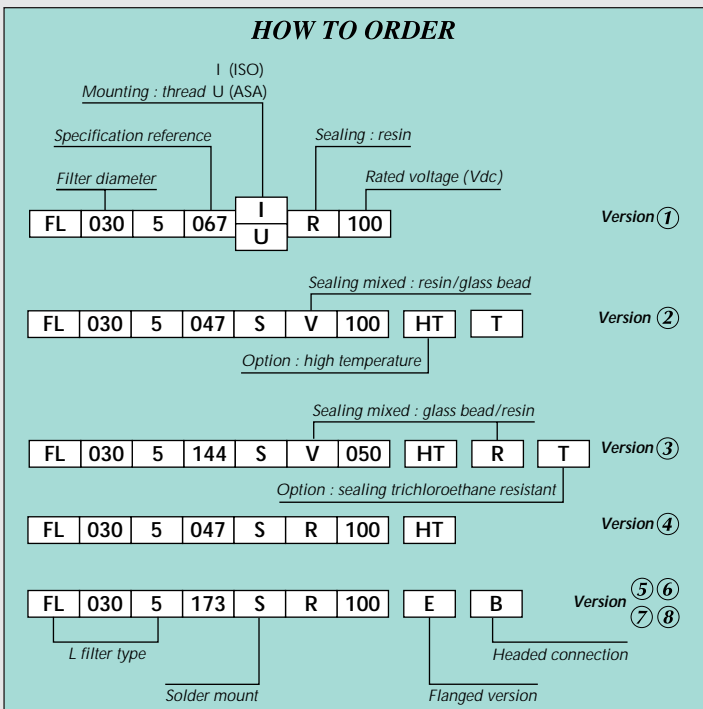 HOW TO ORDER
I (ISO)
Mounting : thread U (ASA)
Specification reference
Sealing : resin
Filter diameter
Rated voltage (Vdc)
FL 030 5 067 I U R 100 Version 1
Sealing mixed : resin/glass bead
FL 030 5 047 S V 100 HT T Version 2
Option : high temperature
Sealing mixed : glass bead/resin
FL 030 5 144 S V 050 HT R T Version 3
Option : sealing trichloroethane resistant
FL 030 5 047 S R 100 HT Version 4
FL 030 5 173 S R 100 E B Version 5 6 7 8
L filter type
Headed connection
Solder mount
Flanged version